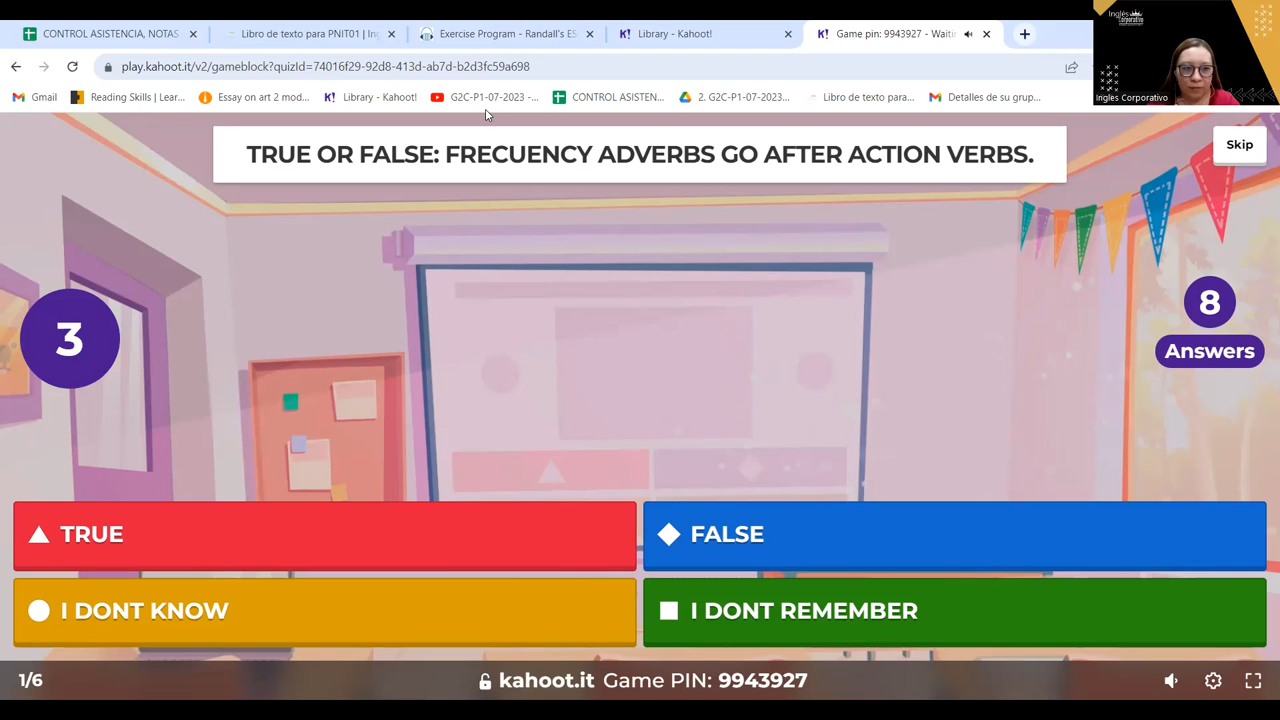 CONTROL ASISTENCIA, NOTAS
Libro de texto para PNIT01 | Ing
Exercise Program - Randall's ES
Library - Kahoot!
Game pin: 9943927 - Waitin
play.kahoot.it/v2/gameblock?quizId=74016f29-92d8-413d-ab7d-b2d3fc59a698
Gmail
Reading Skills | Lear...
Essay on art 2 mod...
Library - Kahoot!
G2C-P1-07-2023 -...
CONTROL ASISTEN...
2. G2C-P1-07-2023...
Libro de texto para...
Detalles de su grup...
Inglés
Corporativo
Ingles Corporativo
TRUE OR FALSE: FRECUENCY ADVERBS GO AFTER ACTION VERBS.
Skip
3
8
Answers
TRUE
FALSE
I DONT KNOW
I DONT REMEMBER
1/6
kahoot.it Game PIN: 9943927